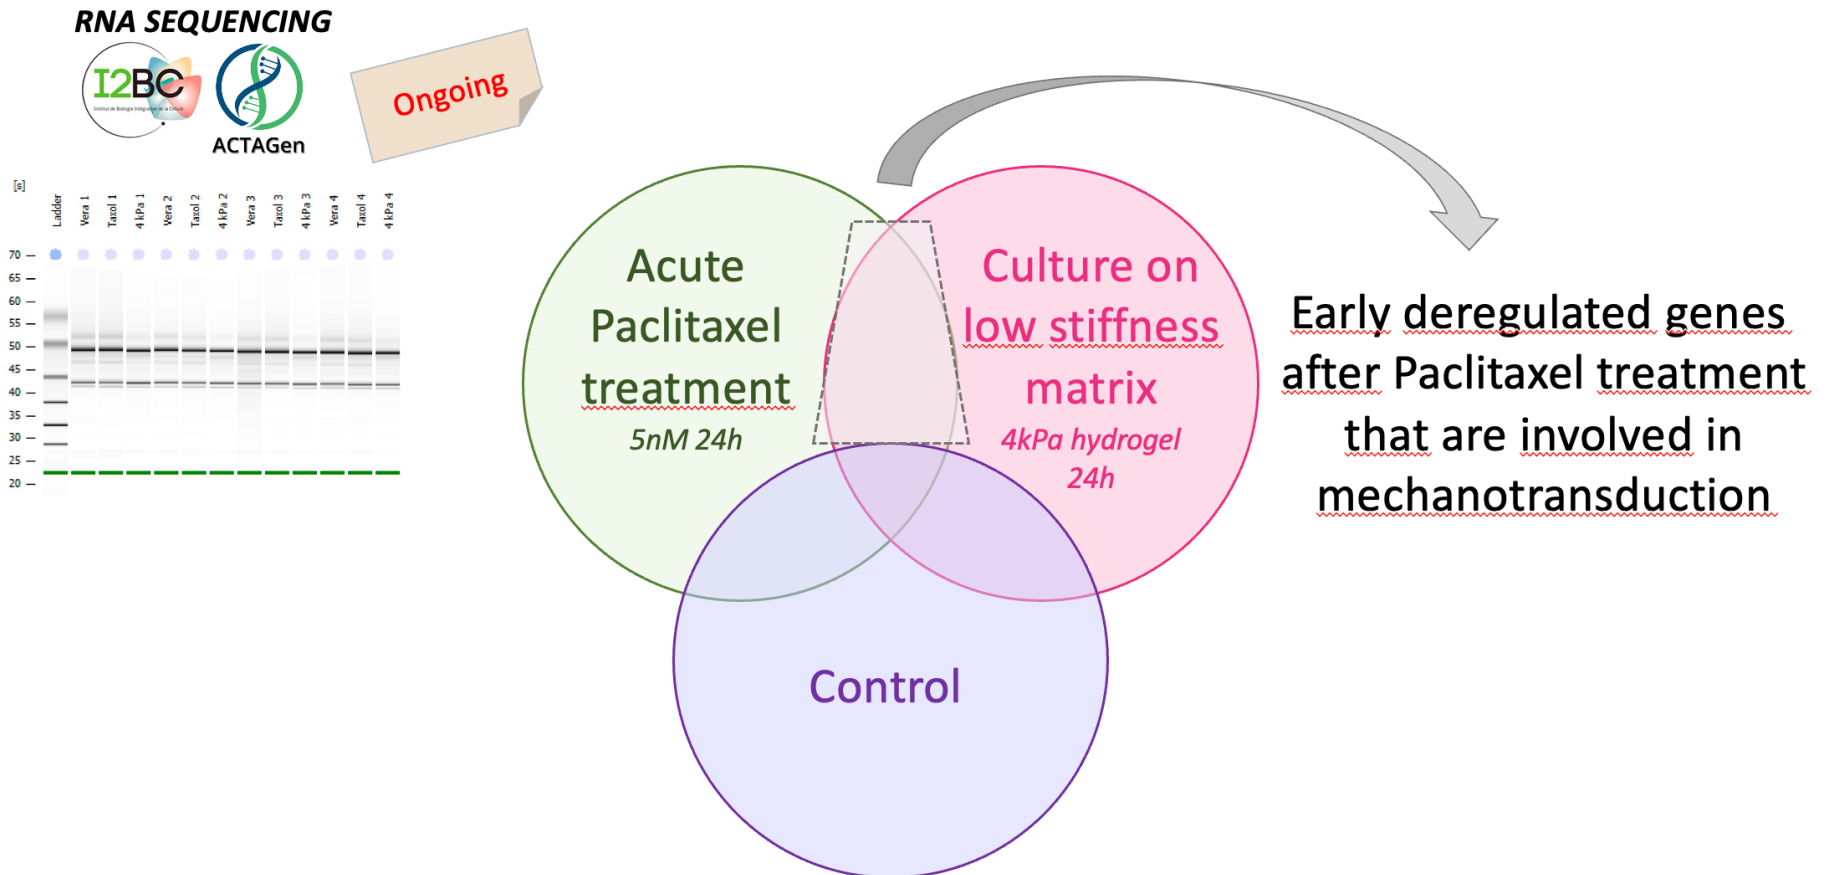 RNA SEQUENCING
I2BC
ACTAGen
Ongoing
[s]
Ladder
Vera 1
Taxol 1
4 kPa 1
Vera 2
Taxol 2
4 kPa 2
Vera 3
Taxol 3
4 kPa 3
Vera 4
Taxol 4
4 kPa 4
70
65
60
55
50
45
40
35
30
25
20
Acute
Paclitaxel
treatment
5nM 24h
Culture on
low stiffness
matrix
4kPa hydrogel
24h
Control
Early deregulated genes
after Paclitaxel treatment
that are involved in
mechanotransduction